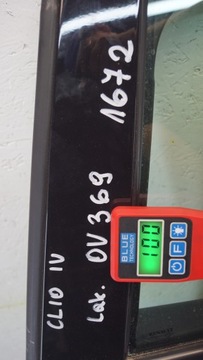 CLIO IV
Lak. OV369 1672
BLUE
TECHNOLOGY
100
F